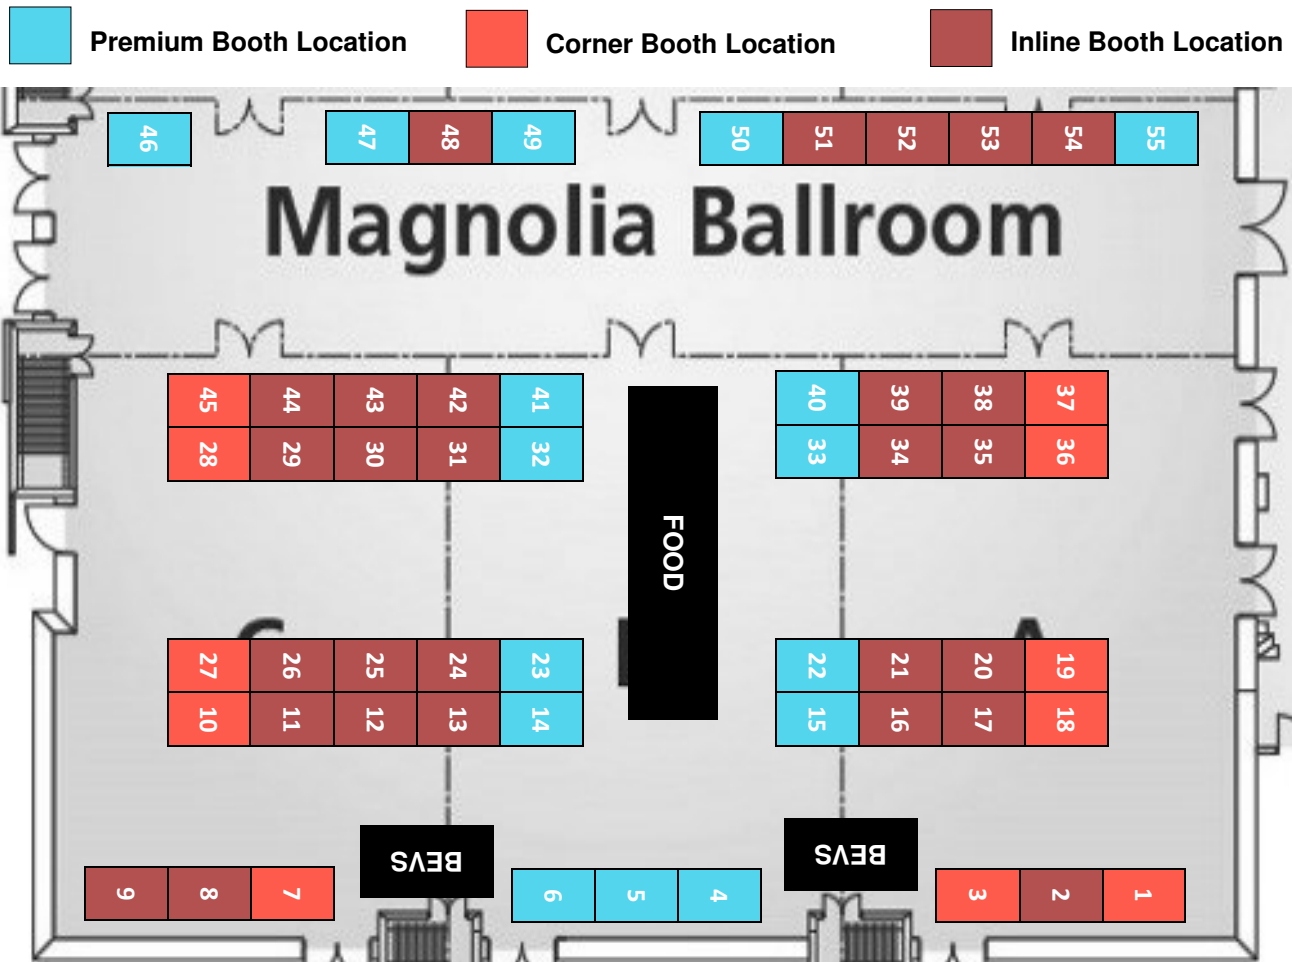 Premium Booth Location Corner Booth Location Inline Booth Location
46 47 48 49 50 51 52 53 54 55
Magnolia Ballroom
45 44 43 42 41 40 39 38 37
28 29 30 31 32 33 34 35 36
FOOD
C A
27 26 25 24 23 22 21 20 19
10 11 12 13 14 15 16 17 18
BEVS BEVS
9 8 7 6 5 4 3 2 1